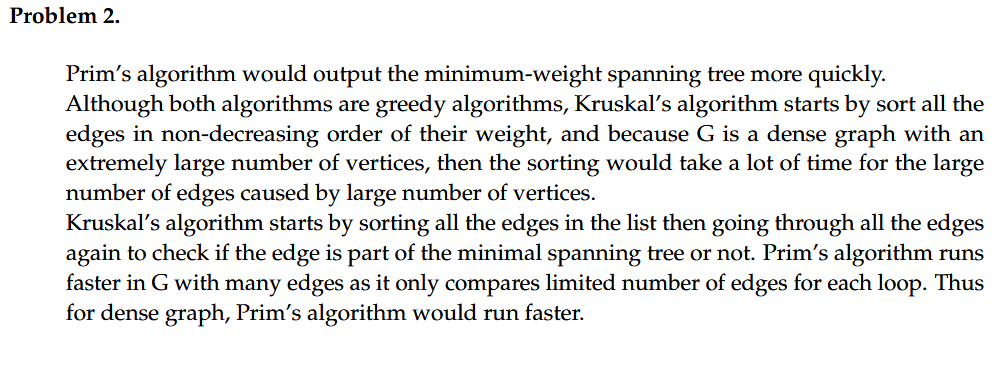 Problem 2.
Prim’s algorithm would output the minimum-weight spanning tree more quickly.
Although both algorithms are greedy algorithms, Kruskal’s algorithm starts by sort all the
edges in non-decreasing order of their weight, and because G is a dense graph with an
extremely large number of vertices, then the sorting would take a lot of time for the large
number of edges caused by large number of vertices.
Kruskal’s algorithm starts by sorting all the edges in the list then going through all the edges
again to check if the edge is part of the minimal spanning tree or not. Prim’s algorithm runs
faster in G with many edges as it only compares limited number of edges for each loop. Thus
for dense graph, Prim’s algorithm would run faster.